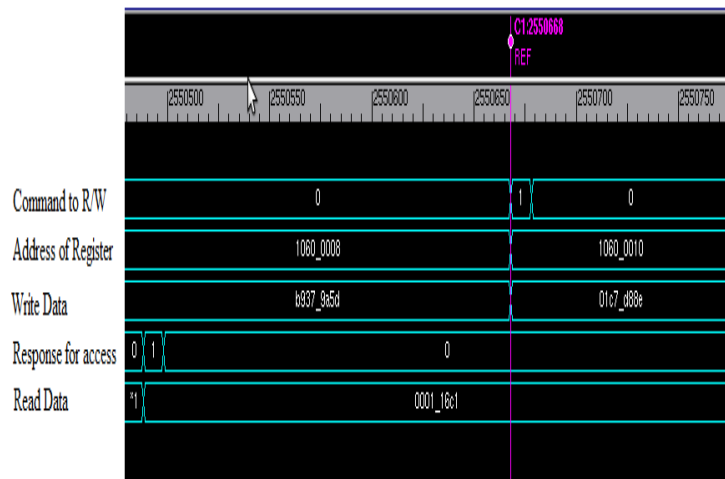 C1:2550668
REF
2550500 2550550 2550600 2550650 2550700 2550750
Command to R/W 0 1 0
Address of Register 1060_0008 1060_0010
Write Data b937_9a5d 01c7_d88e
Response for access 0 1 0
Read Data *1 0001_16c1